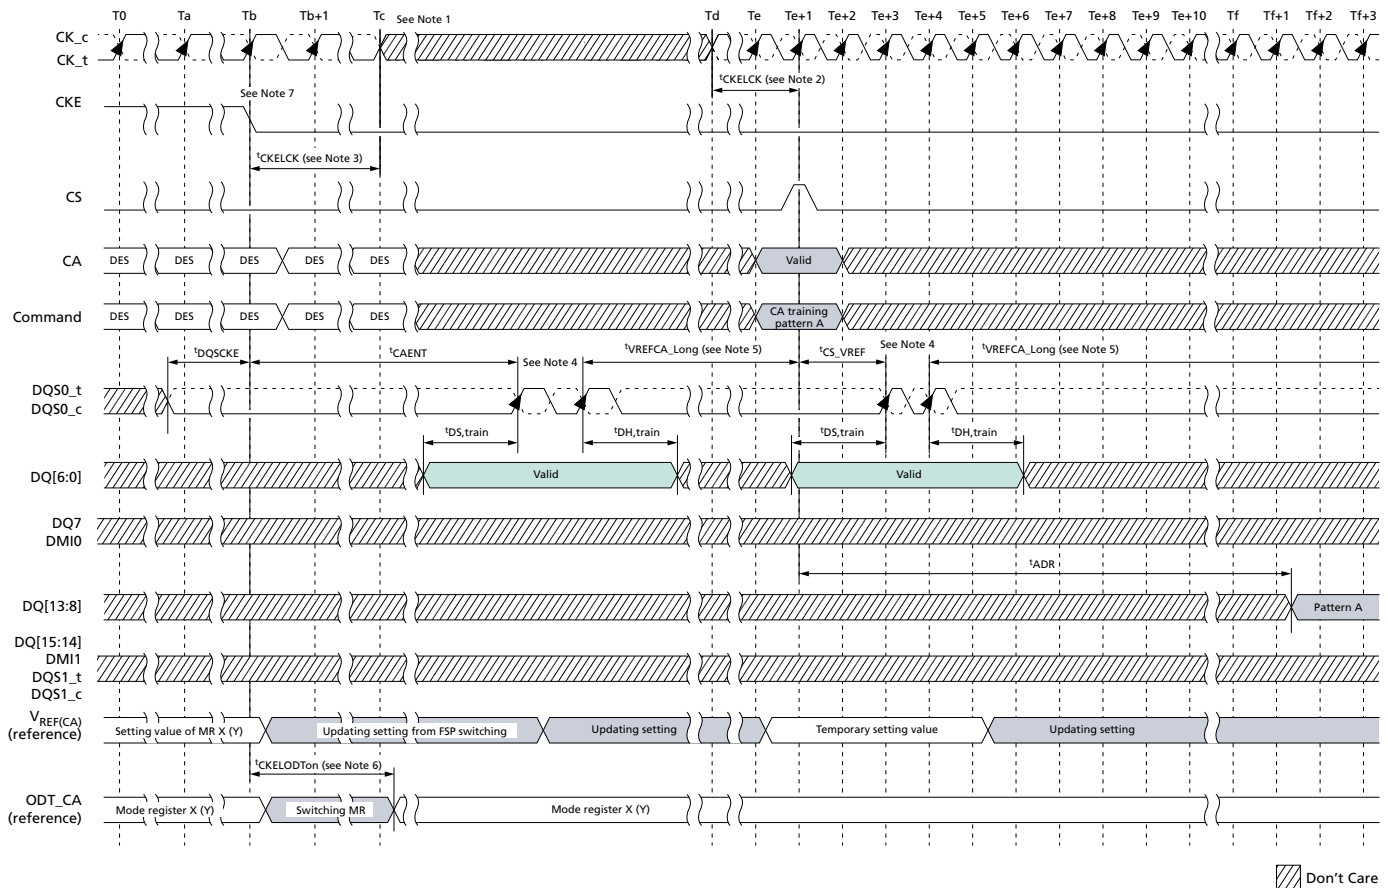 T0 Ta Tb Tb+1 Tc See Note 1 Td Te Te+1 Te+2 Te+3 Te+4 Te+5 Te+6 Te+7 Te+8 Te+9 Te+10 Tf Tf+1 Tf+2 Tf+3
CK_c
CK_t
tCKELCK (see Note 2)
CKE
See Note 7
tCKELCK (see Note 3)
CS
CA DES DES DES DES DES Valid
Command DES DES DES DES DES CA training
pattern A
tDQSCKE tCAENT See Note 4 tVREFCA_Long (see Note 5) tCS_VREF See Note 4 tVREFCA_Long (see Note 5)
DQS0_t
DQS0_c
tDS,train tDH,train tDS,train tDH,train
DQ[6:0] Valid Valid
DQ7
DMI0
tADR
DQ[13:8] Pattern A
DQ[15:14]
DMI1
DQS1_t
DQS1_c
VREF(CA)
(reference) Setting value of MR X (Y) Updating setting from FSP switching Updating setting Temporary setting value Updating setting
tCKELODTon (see Note 6)
ODT_CA
(reference) Mode register X (Y) Switching MR Mode register X (Y)
Don't Care